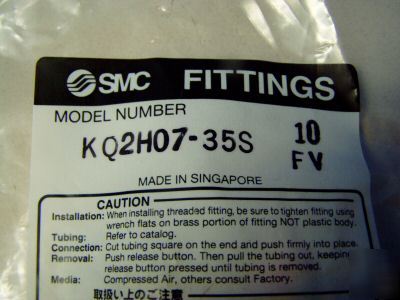 SMC FITTINGS
MODEL NUMBER
KQ2H07-35S 10
FV
MADE IN SINGAPORE
CAUTION
Installation: When installing threaded fitting, be sure to tighten fitting using
wrench flats on brass portion of fitting NOT plastic body.
Tubing: Refer to catalog.
Connection: Cut tubing square on the end and push firmly into place.
Removal: Push release button. Then pull the tubing out, keeping
release button pressed until tubing is removed.
Media: Compressed Air, others consult Factory.
取扱い上のご注意